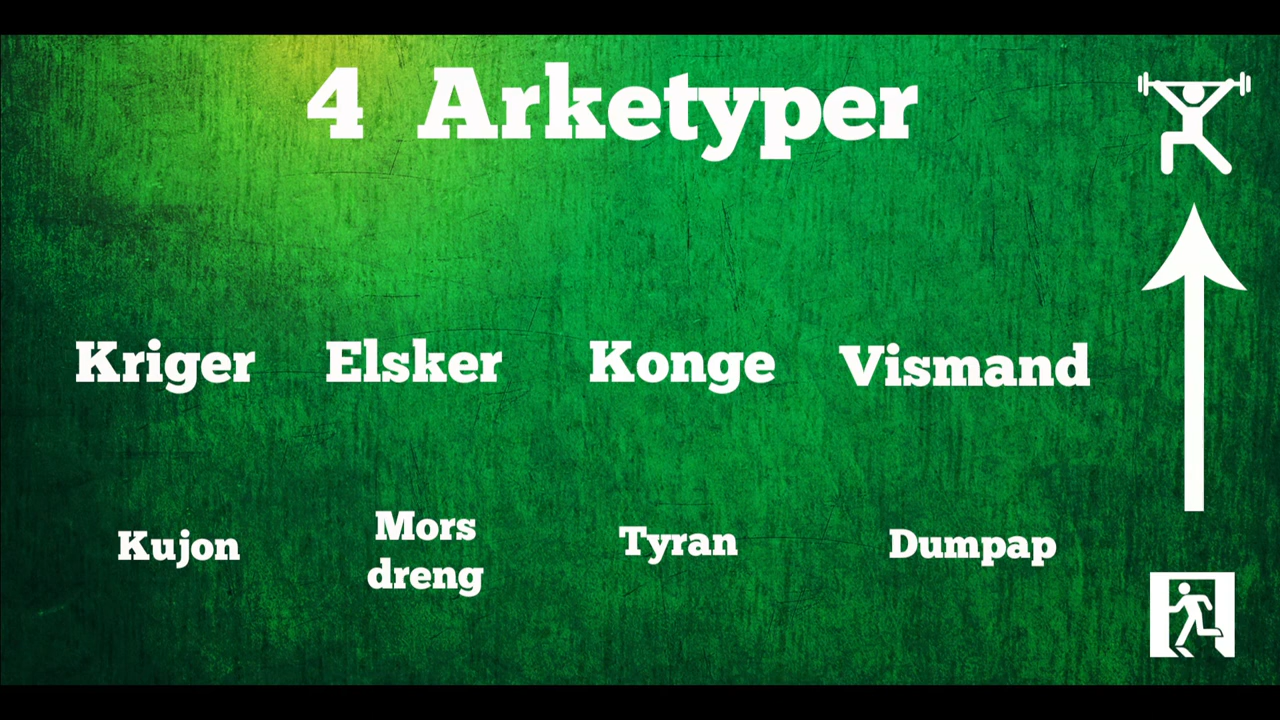 4 Arketyper
Kriger Elsker Konge Vismand
Kujon Mors dreng Tyran Dumpap